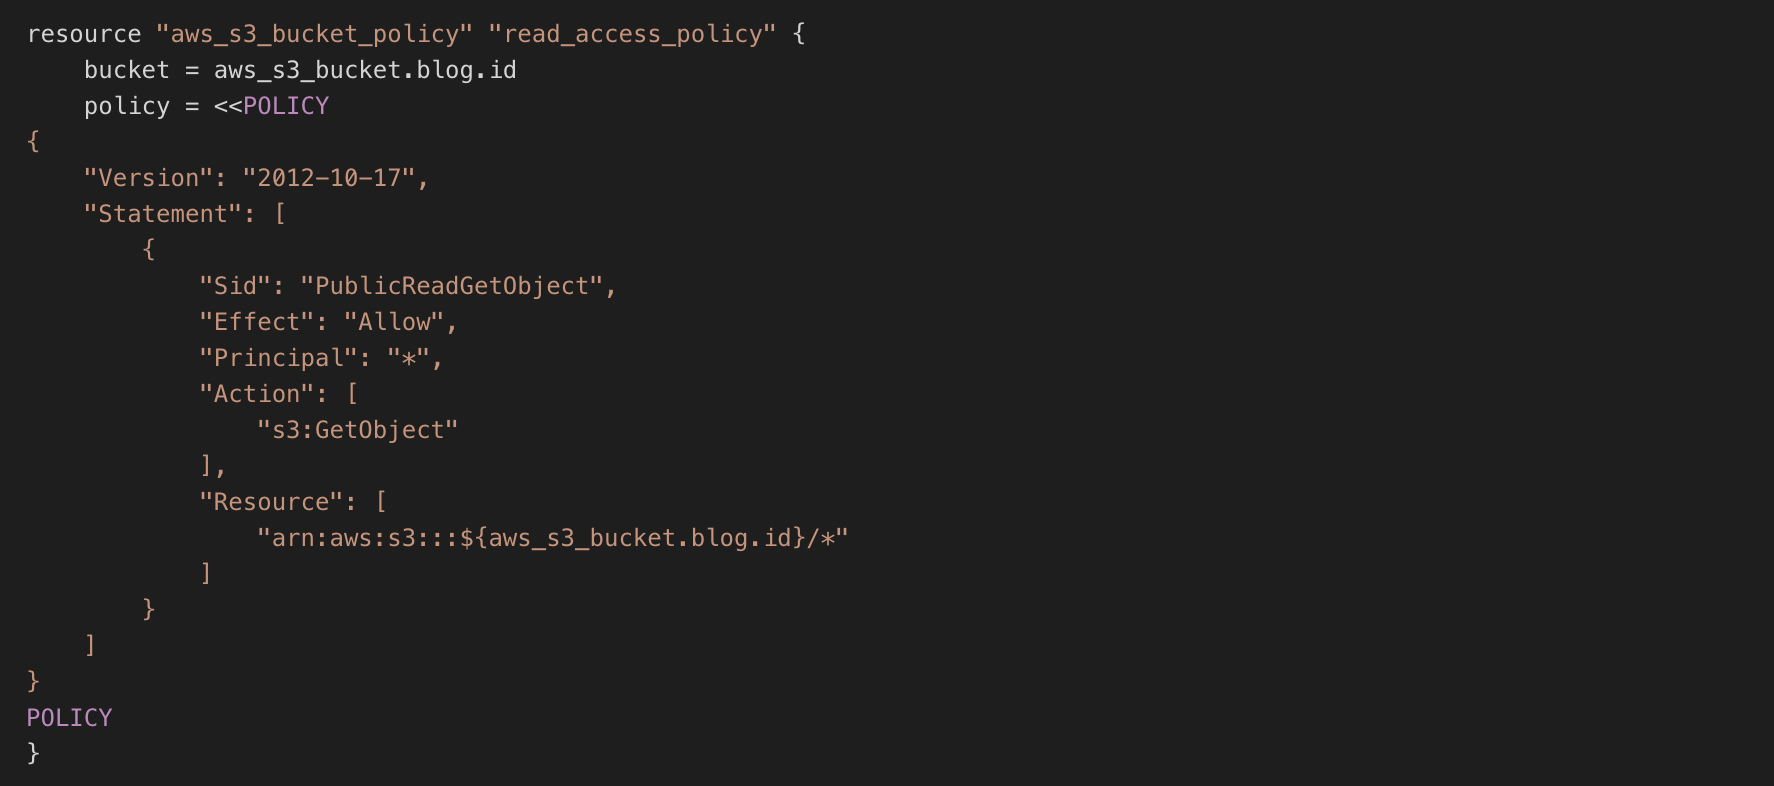 resource "aws_s3_bucket_policy" "read_access_policy" {
    bucket = aws_s3_bucket.blog.id
    policy = <<POLICY
{
    "Version": "2012-10-17",
    "Statement": [
        {
            "Sid": "PublicReadGetObject",
            "Effect": "Allow",
            "Principal": "*",
            "Action": [
                "s3:GetObject"
            ],
            "Resource": [
                "arn:aws:s3:::${aws_s3_bucket.blog.id}/*"
            ]
        }
    ]
}
POLICY
}